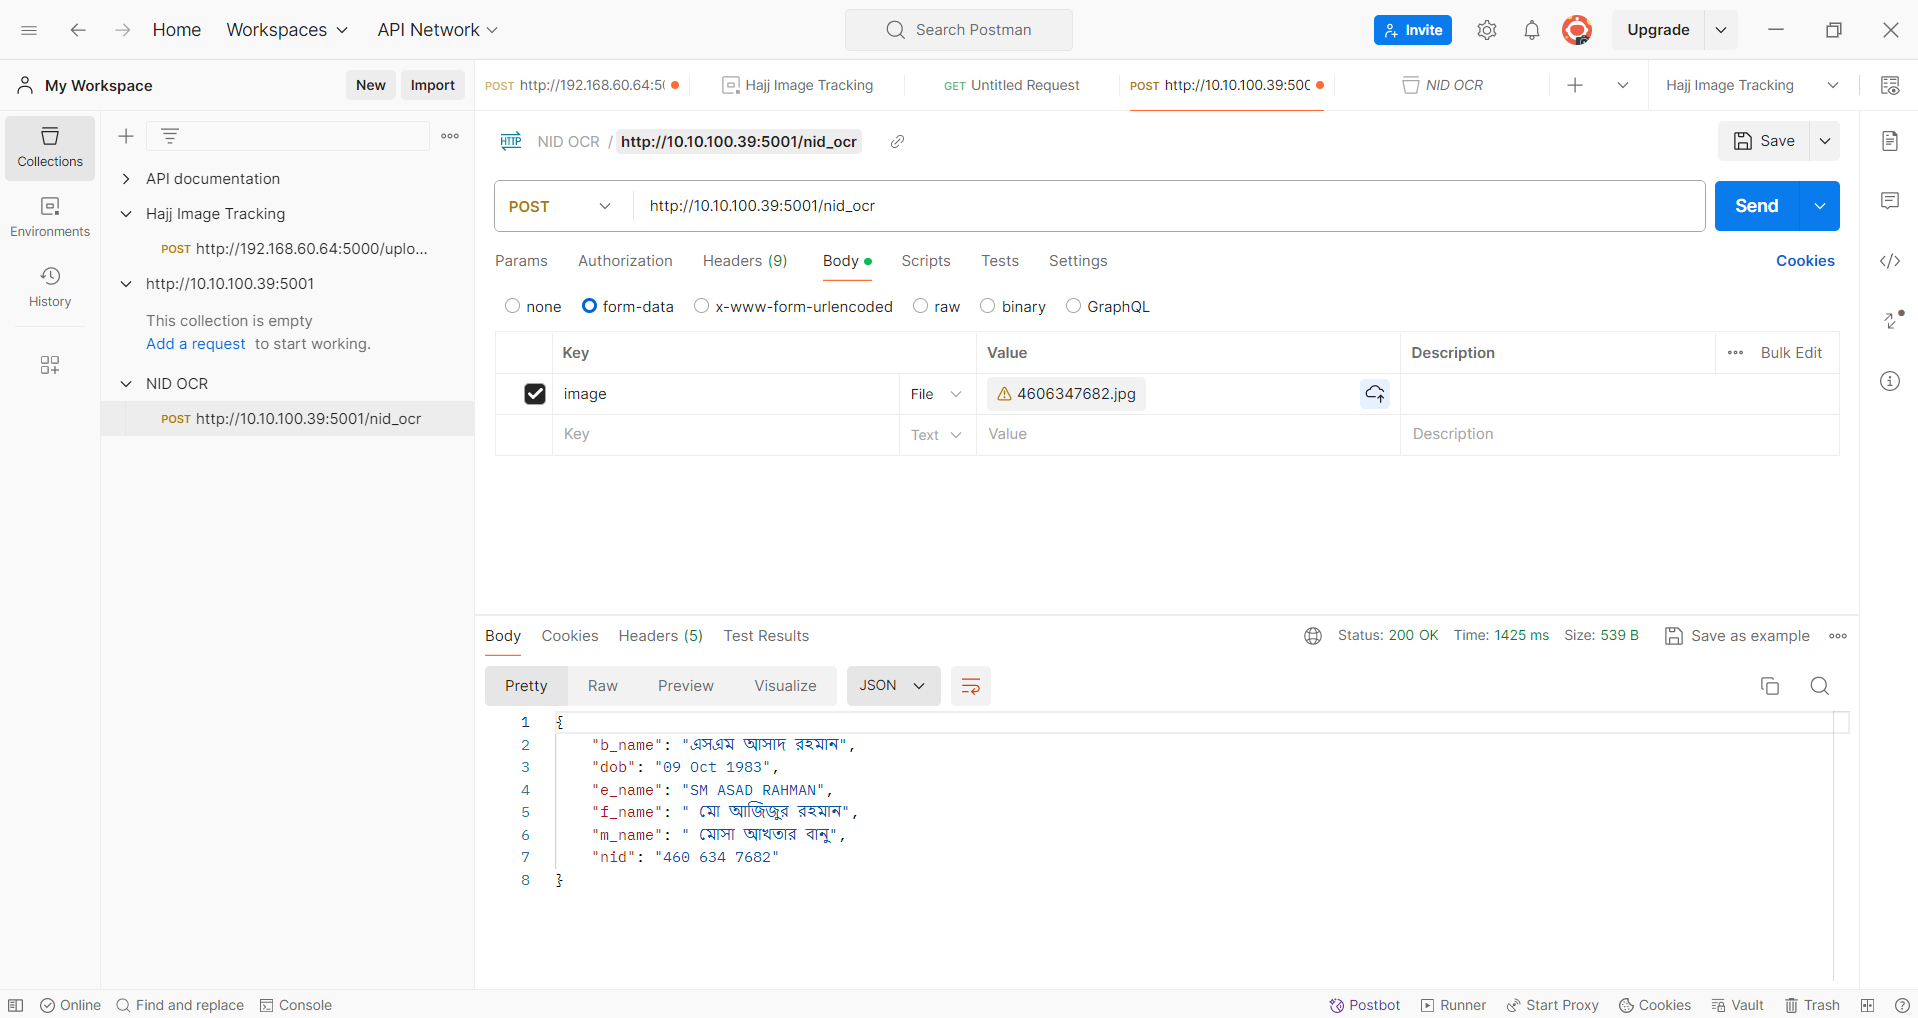 Home Workspaces API Network Search Postman Invite Upgrade
My Workspace New Import
POST http://192.168.60.64:50 Hajj Image Tracking GET Untitled Request POST http://10.10.100.39:500 NID OCR Hajj Image Tracking
Collections
Environments
History
API documentation
Hajj Image Tracking
POST http://192.168.60.64:5000/uplo...
http://10.10.100.39:5001
This collection is empty
Add a request to start working.
NID OCR
POST http://10.10.100.39:5001/nid_ocr
HTTP NID OCR / http://10.10.100.39:5001/nid_ocr Save
POST http://10.10.100.39:5001/nid_ocr Send
Params Authorization Headers (9) Body Scripts Tests Settings Cookies
none form-data x-www-form-urlencoded raw binary GraphQL
Key Value Description Bulk Edit
image File 4606347682.jpg
Key Text Value Description
Body Cookies Headers (5) Test Results Status: 200 OK Time: 1425 ms Size: 539 B Save as example
Pretty Raw Preview Visualize JSON
1 {
2 "b_name": "এসএম আসাদ রহমান",
3 "dob": "09 Oct 1983",
4 "e_name": "SM ASAD RAHMAN",
5 "f_name": " মো আজিজুর রহমান",
6 "m_name": " মোসা আখতার বানু",
7 "nid": "460 634 7682"
8 }
Online Find and replace Console Postbot Runner Start Proxy Cookies Vault Trash